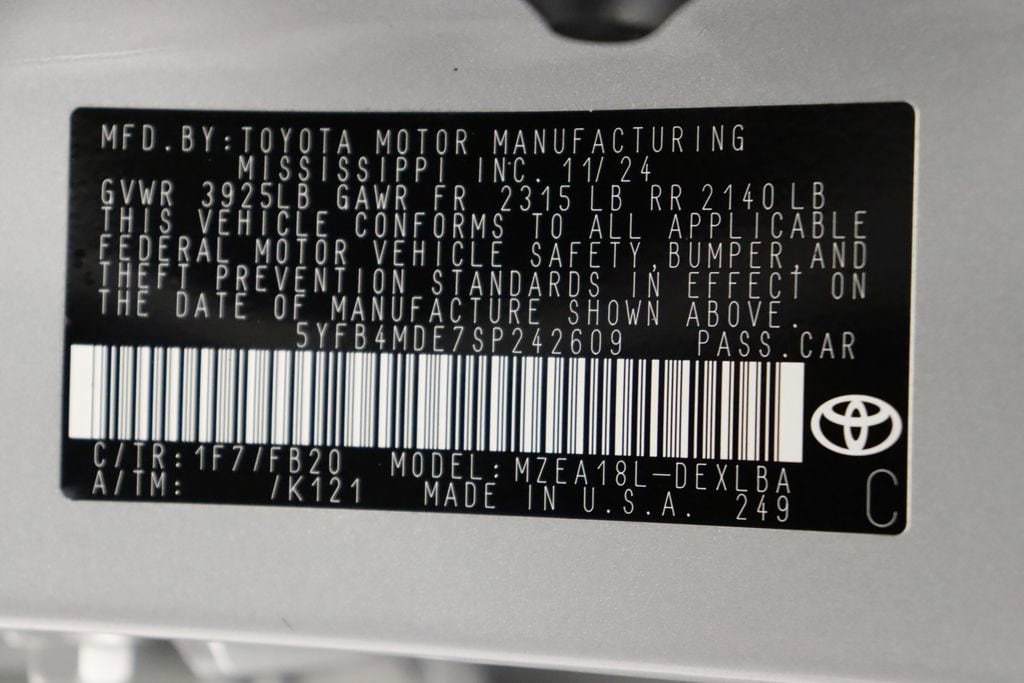 MFD.BY:TOYOTA MOTOR MANUFACTURING
MISSISSIPPI INC. 11/24
GVWR 3925LB GAWR FR 2315 LB RR 2140 LB
THIS VEHICLE CONFORMS TO ALL APPLICABLE
FEDERAL MOTOR VEHICLE SAFETY,BUMPER,AND
THEFT PREVENTION STANDARDS IN EFFECT ON
THE DATE OF MANUFACTURE SHOWN ABOVE.
5YFB4MDE7SP242609 PASS.CAR
C/TR:1F7/FB20 MODEL:MZEA18L-DEXLBA
A/TM: /K121 MADE IN U.S.A. 249
C